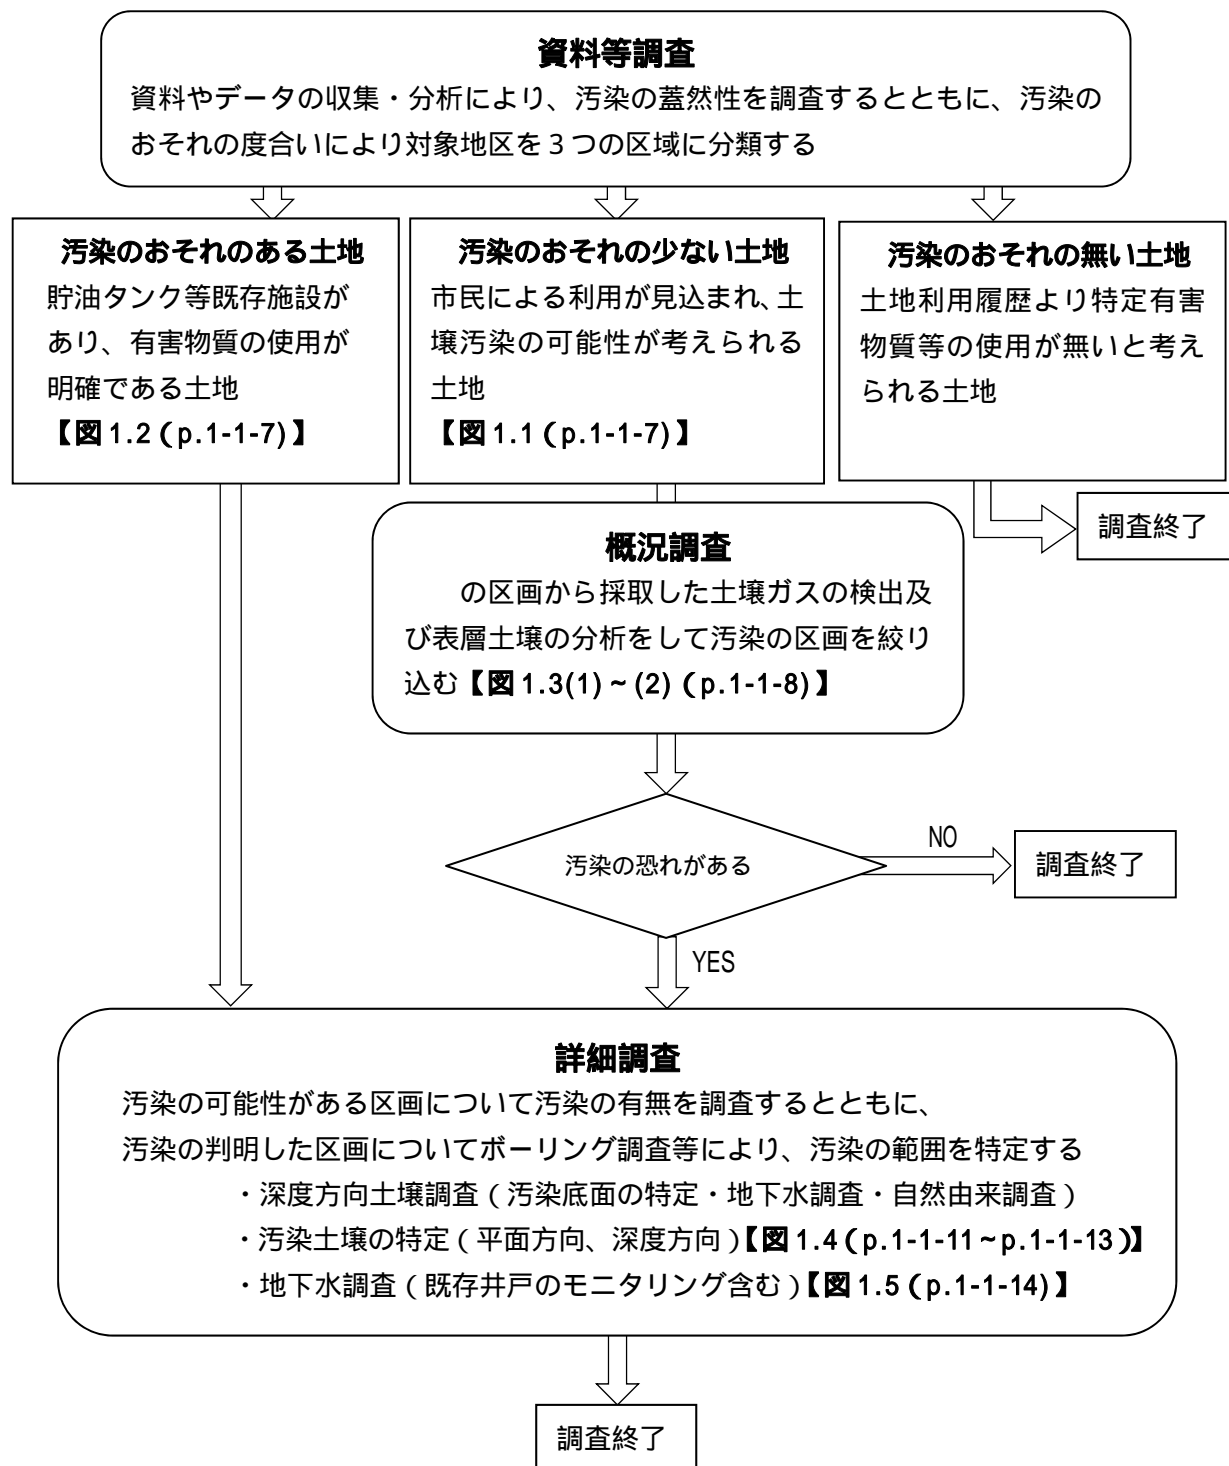 資料等調査
資料やデータの収集・分析により、汚染の蓋然性を調査するとともに、汚染の
おそれの度合いにより対象地区を3つの区域に分類する
汚染のおそれのある土地
貯油タンク等既存施設が
あり、有害物質の使用が
明確である土地
【図1.2(p.1-1-7)】
汚染のおそれの少ない土地
市民による利用が見込まれ、土
壌汚染の可能性が考えられる
土地
【図1.1(p.1-1-7)】
汚染のおそれの無い土地
土地利用履歴より特定有害
物質等の使用が無いと考え
られる土地
調査終了
概況調査
の区画から採取した土壌ガスの検出及
び表層土壌の分析をして汚染の区画を絞り
込む【図1.3(1)~(2)(p.1-1-8)】
汚染の恐れがある
NO
調査終了
YES
詳細調査
汚染の可能性がある区画について汚染の有無を調査するとともに、
汚染の判明した区画についてボーリング調査等により、汚染の範囲を特定する
・深度方向土壌調査(汚染底面の特定・地下水調査・自然由来調査)
・汚染土壌の特定(平面方向、深度方向)【図1.4(p.1-1-11~p.1-1-13)】
・地下水調査(既存井戸のモニタリング含む)【図1.5(p.1-1-14)】
調査終了